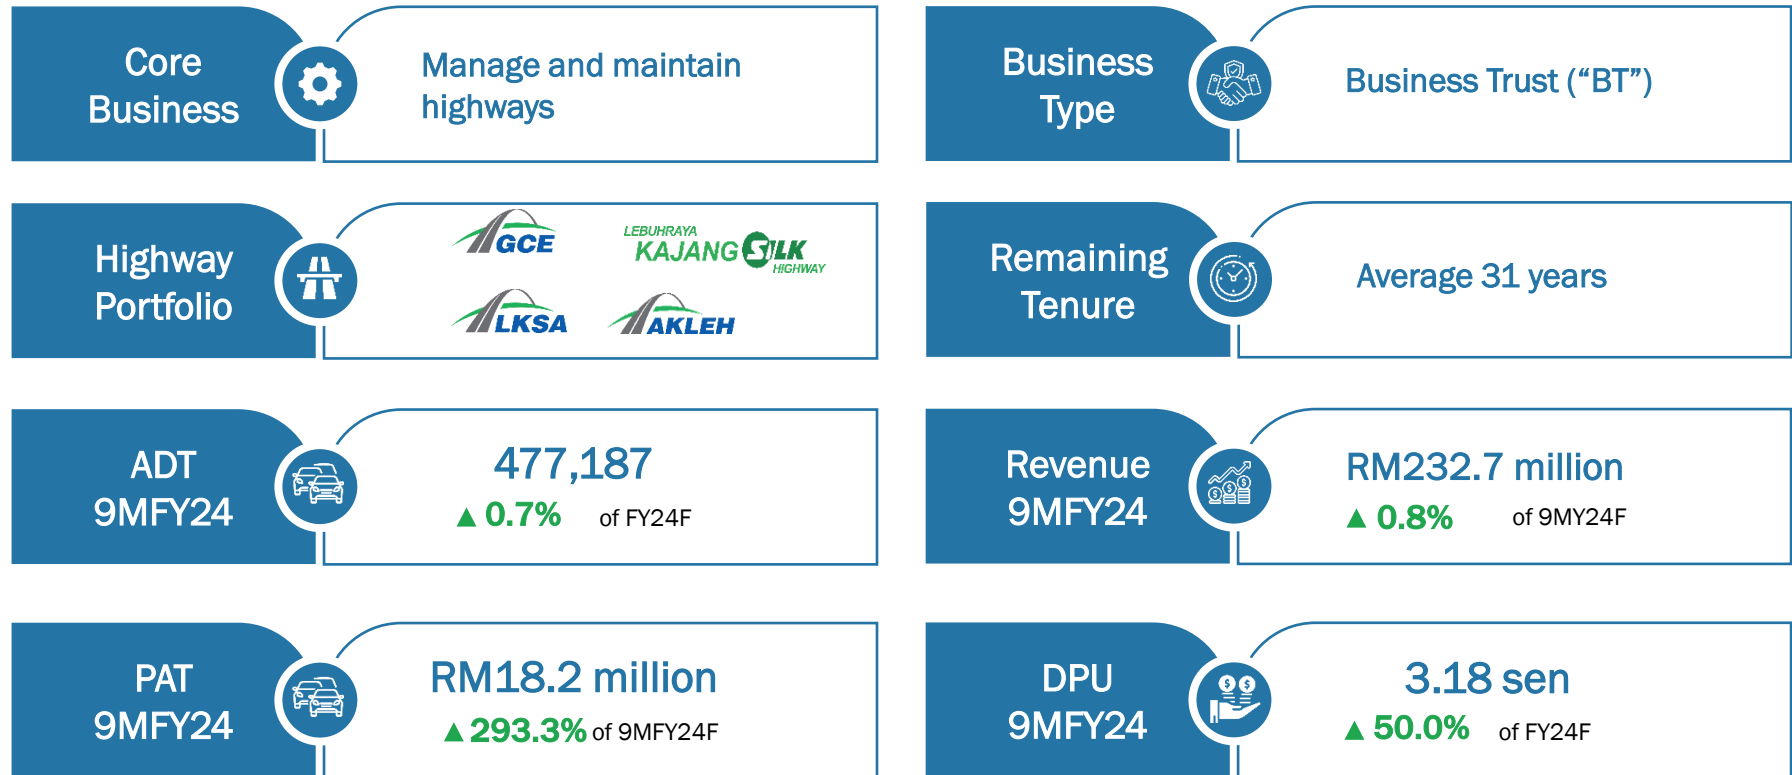 Core
Business
Manage and maintain
highways
Business
Type
Business Trust (“BT”)
Highway
Portfolio
GCE
LEBUHRAYA
KAJANG SILK
HIGHWAY
LKSA
AKLEH
Remaining
Tenure
Average 31 years
ADT
9MFY24
477,187
▲ 0.7% of FY24F
Revenue
9MFY24
RM232.7 million
▲ 0.8% of 9MY24F
PAT
9MFY24
RM18.2 million
▲ 293.3% of 9MFY24F
DPU
9MFY24
3.18 sen
▲ 50.0% of FY24F